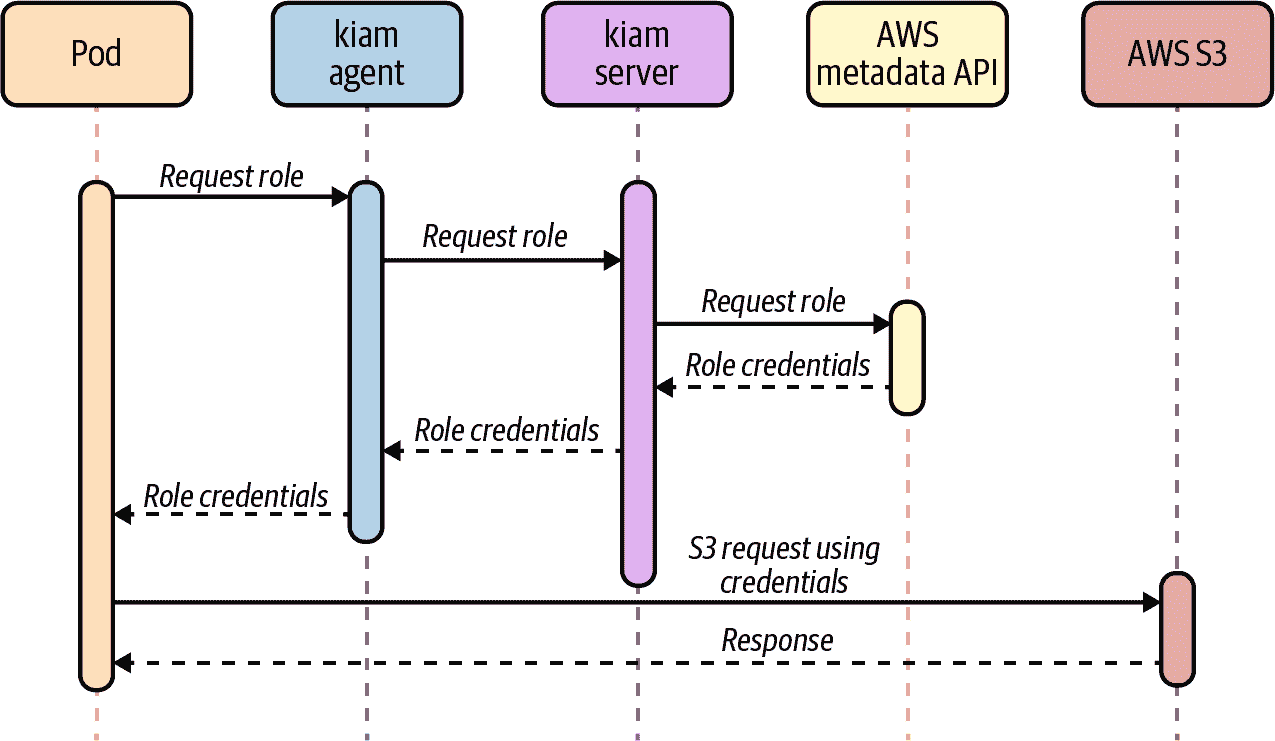 Pod
kiam
agent
kiam
server
AWS
metadata API
AWS S3
Request role
Request role
Request role
Role credentials
Role credentials
Role credentials
S3 request using
credentials
Response